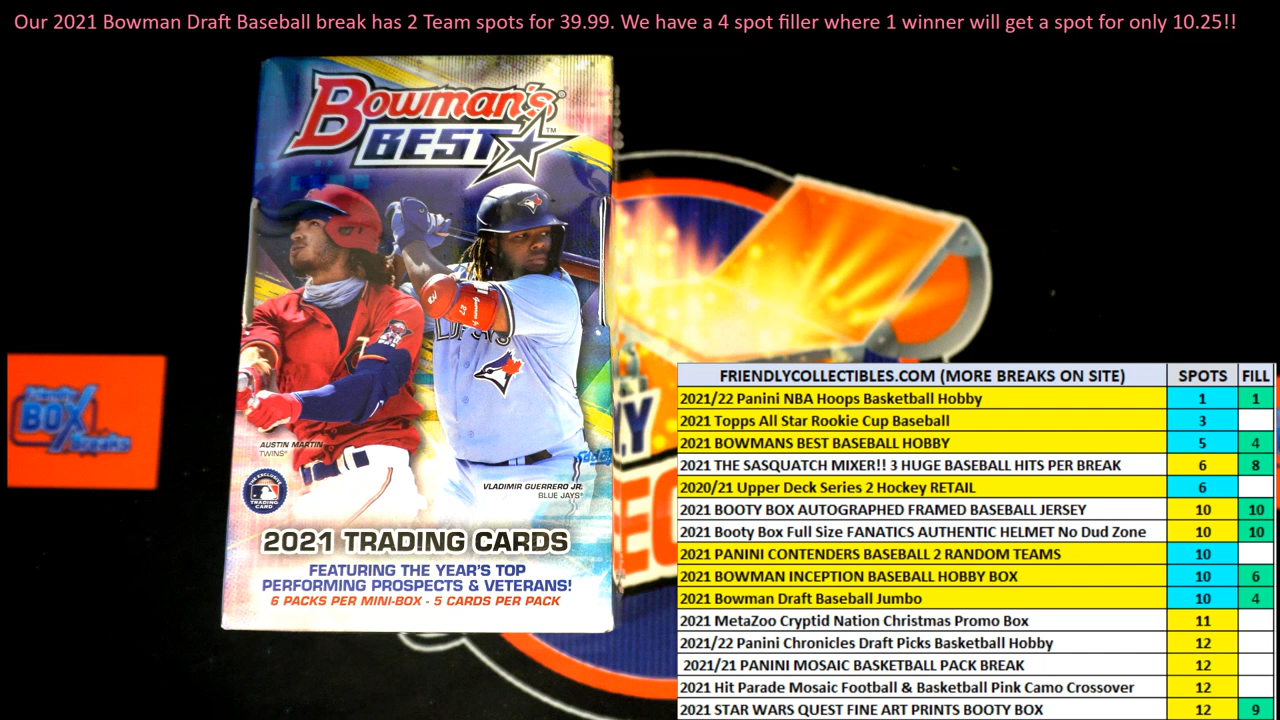 Our 2021 Bowman Draft Baseball break has 2 Team spots for 39.99. We have a 4 spot filler where 1 winner will get a spot for only 10.25!!
Bowman's®
BEST™
AUSTIN MARTIN
TWINS®
VLADIMIR GUERRERO JR.
BLUE JAYS®
2021 TRADING CARDS
FEATURING THE YEAR'S TOP
PERFORMING PROSPECTS & VETERANS!
6 PACKS PER MINI-BOX - 5 CARDS PER PACK
Friendly
BOX
Breaks
FRIENDLYCOLLECTIBLES.COM (MORE BREAKS ON SITE) SPOTS FILL
2021/22 Panini NBA Hoops Basketball Hobby 1 1
2021 Topps All Star Rookie Cup Baseball 3
2021 BOWMANS BEST BASEBALL HOBBY 5 4
2021 THE SASQUATCH MIXER!! 3 HUGE BASEBALL HITS PER BREAK 6 8
2020/21 Upper Deck Series 2 Hockey RETAIL 6
2021 BOOTY BOX AUTOGRAPHED FRAMED BASEBALL JERSEY 10 10
2021 Booty Box Full Size FANATICS AUTHENTIC HELMET No Dud Zone 10 10
2021 PANINI CONTENDERS BASEBALL 2 RANDOM TEAMS 10
2021 BOWMAN INCEPTION BASEBALL HOBBY BOX 10 6
2021 Bowman Draft Baseball Jumbo 10 4
2021 MetaZoo Cryptid Nation Christmas Promo Box 11
2021/22 Panini Chronicles Draft Picks Basketball Hobby 12
2021/21 PANINI MOSAIC BASKETBALL PACK BREAK 12
2021 Hit Parade Mosaic Football & Basketball Pink Camo Crossover 12
2021 STAR WARS QUEST FINE ART PRINTS BOOTY BOX 12 9